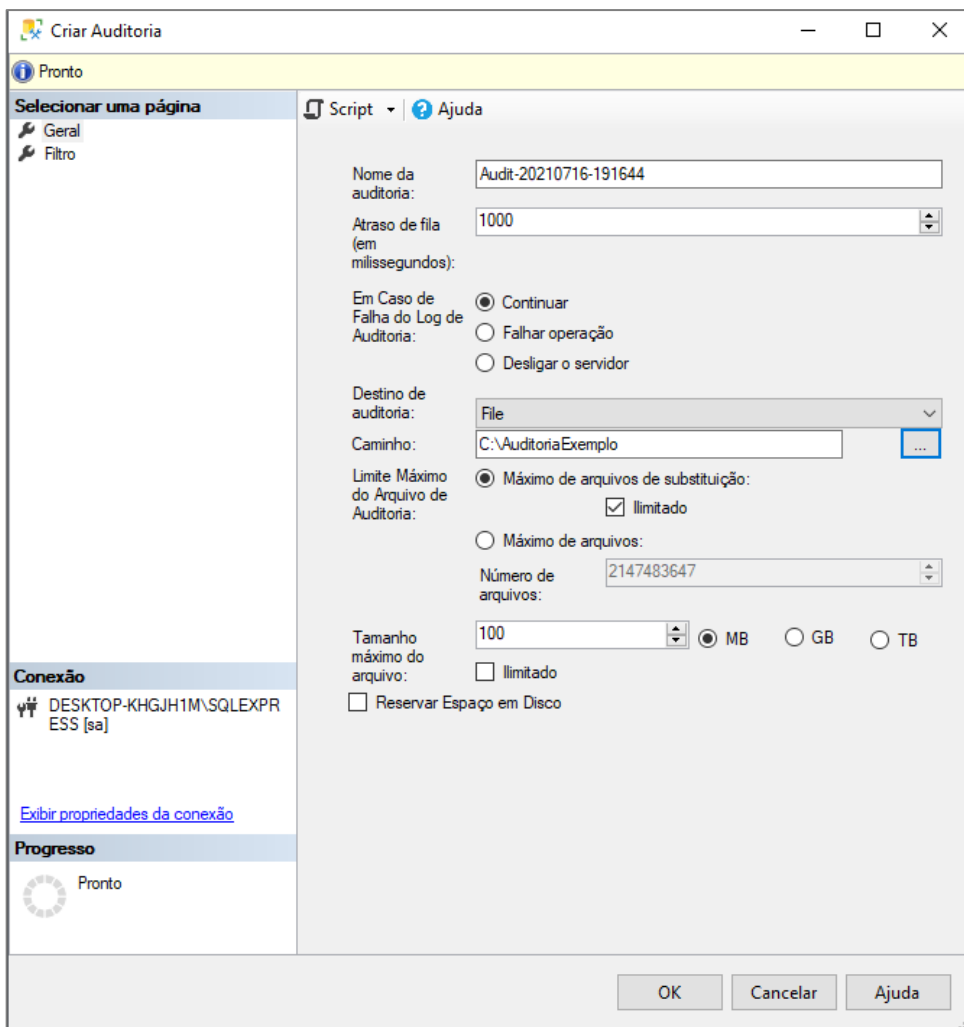 Criar Auditoria
Pronto
Selecionar uma página
Geral
Filtro
Script
Ajuda
Nome da
auditoria:
Audit-20210716-191644
Atraso de fila
(em
milissegundos):
1000
Em Caso de
Falha do Log de
Auditoria:
Continuar
Falhar operação
Desligar o servidor
Destino de
auditoria:
File
Caminho:
C:\AuditoriaExemplo
...
Limite Máximo
do Arquivo de
Auditoria:
Máximo de arquivos de substituição:
Ilimitado
Máximo de arquivos:
Número de
arquivos:
2147483647
Tamanho
máximo do
arquivo:
100
MB
GB
TB
Ilimitado
Reservar Espaço em Disco
Conexão
DESKTOP-KHGJH1M\SQLEXPR
ESS [sa]
Exibir propriedades da conexão
Progresso
Pronto
OK
Cancelar
Ajuda